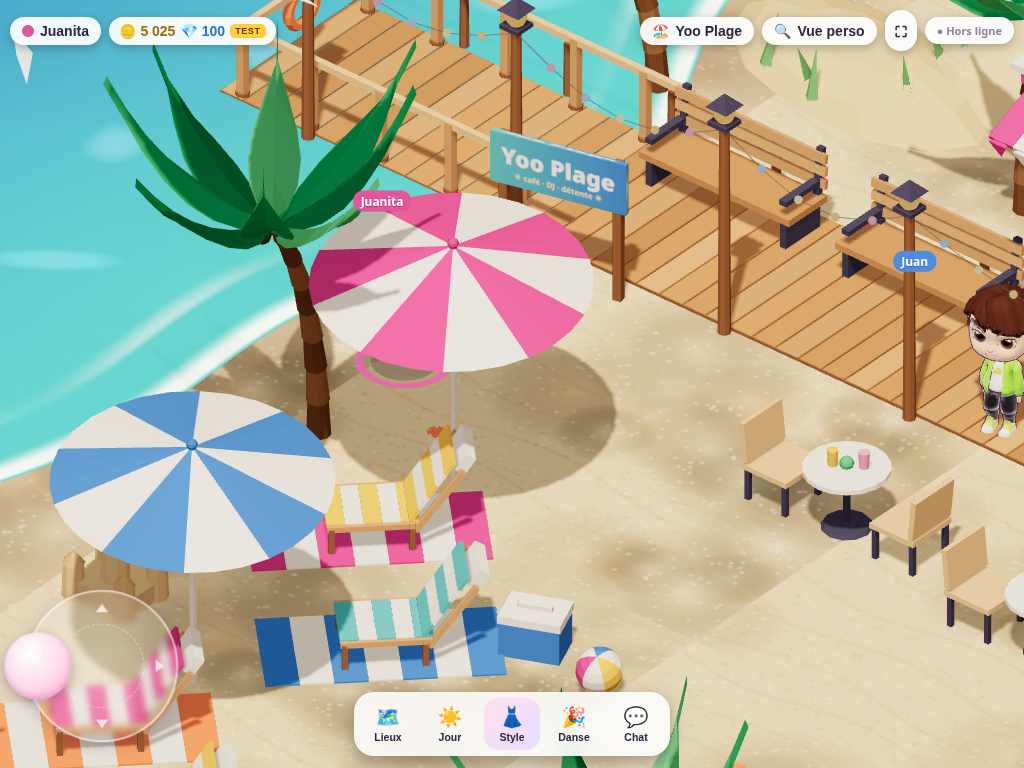 Juanita
5 025
100
TEST
Yoo Plage
Vue perso
● Hors ligne
Yoo Plage
café · DJ · détente
Juanita
Juan
Lieux
Jour
Style
Danse
Chat